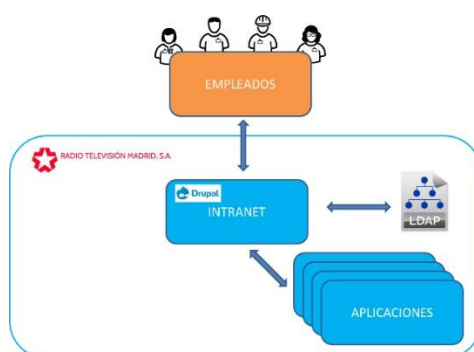 EMPLEADOS
RADIO TELEVISIÓN MADRID, S.A.
Drupal
INTRANET
LDAP
APLICACIONES